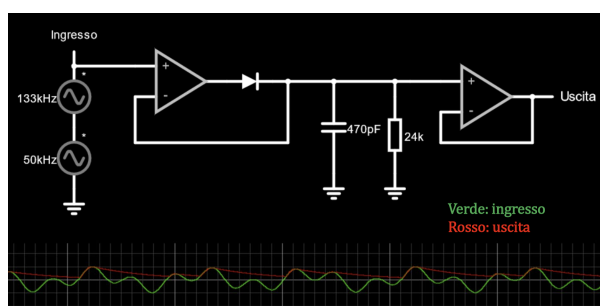 Ingresso
133kHz
50kHz
+
-
470pF
24k
+
-
Uscita
Verde: ingresso
Rosso: uscita